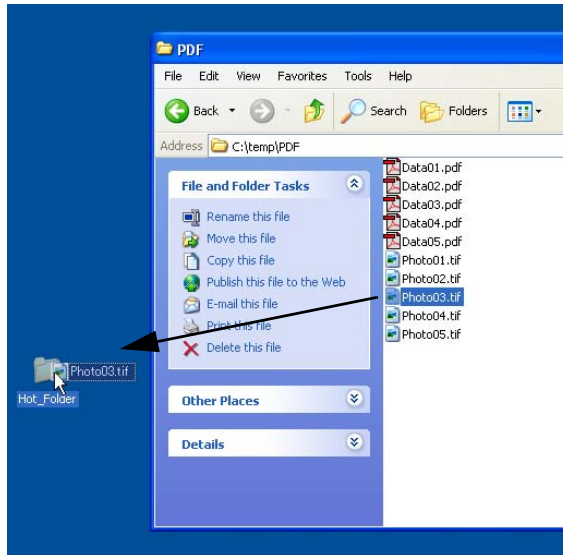 PDF
File Edit View Favorites Tools Help
Back Search Folders
Address C:\temp\PDF
File and Folder Tasks
Rename this file
Move this file
Copy this file
Publish this file to the Web
E-mail this file
Print this file
Delete this file
Other Places
Details
Data01.pdf
Data02.pdf
Data03.pdf
Data04.pdf
Data05.pdf
Photo01.tif
Photo02.tif
Photo03.tif
Photo04.tif
Photo05.tif
Photo03.tif
Hot_Folder